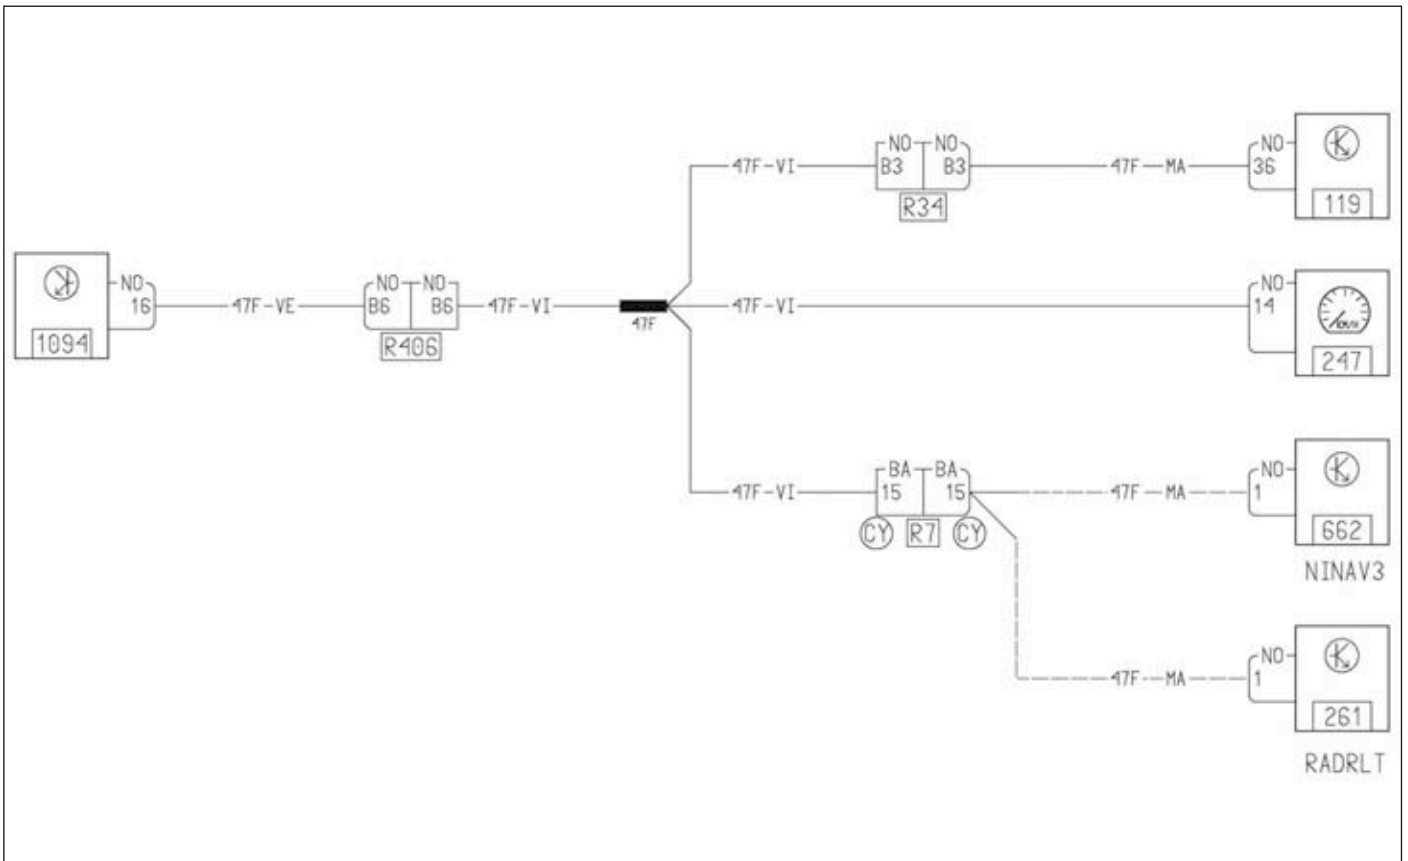 NO NO
47F-VI B3 B3 47F-MA
R34
NO
36
119
NO
16
1094
47F-VE
NO NO
B6 B6
R406
47F-VI
47F
47F-VI
NO
14
KM/H
247
47F-VI
BA BA
15 15
CY R7 CY
47F-MA
NO
1
662
NINAV3
47F-MA
NO
1
261
RADRLT